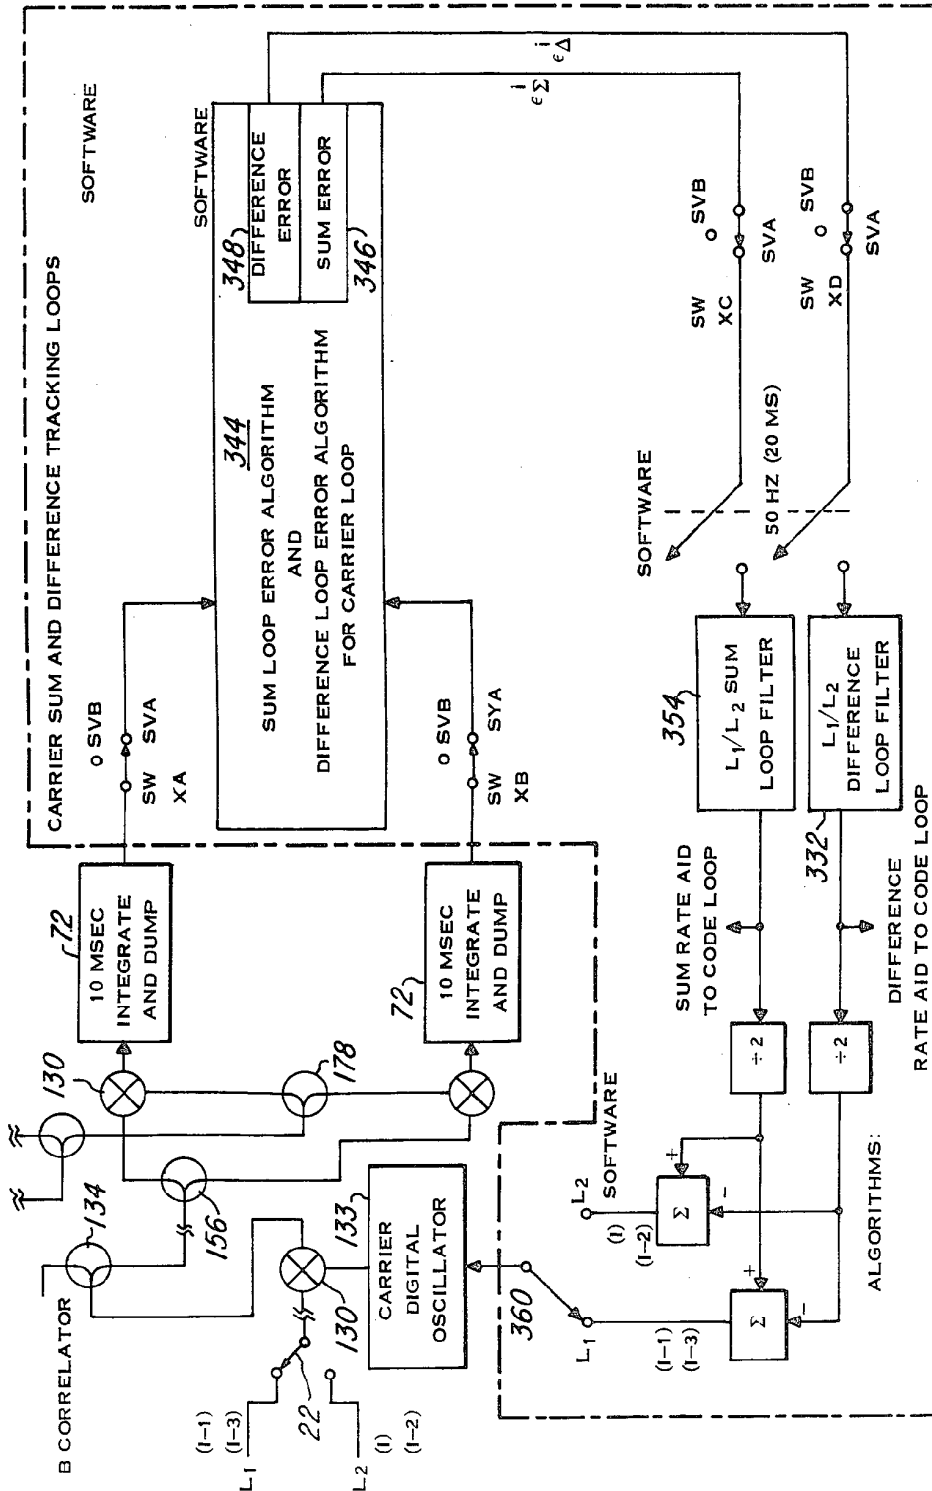 CARRIER SUM AND DIFFERENCE TRACKING LOOPS
SOFTWARE
B CORRELATOR
134
156
130
178
72
10 MSEC
INTEGRATE
AND DUMP
o SVB
SW SVA
XA
SOFTWARE
344
SUM LOOP ERROR ALGORITHM
AND
DIFFERENCE LOOP ERROR ALGORITHM
FOR CARRIER LOOP
348
DIFFERENCE
ERROR
SUM ERROR
346
(I-1)
(I-3)
L1
22
L2
(I)
(I-2)
130
133
CARRIER
DIGITAL
OSCILLATOR
72
10 MSEC
INTEGRATE
AND DUMP
o SVB
SW SYA
XB
ϵΣ i
ϵΔ i
360
L1
(I-1)
(I-3)
Σ
+
-
L2
(I)
(I-2)
SOFTWARE
Σ
+
-
ALGORITHMS:
÷2
÷2
SUM RATE AID
TO CODE LOOP
DIFFERENCE
RATE AID TO CODE LOOP
354
L1/L2 SUM
LOOP FILTER
332
L1/L2
DIFFERENCE
LOOP FILTER
SOFTWARE
50 HZ (20 MS)
SW
XC
SVB
SVA
SW
XD
SVB
SVA